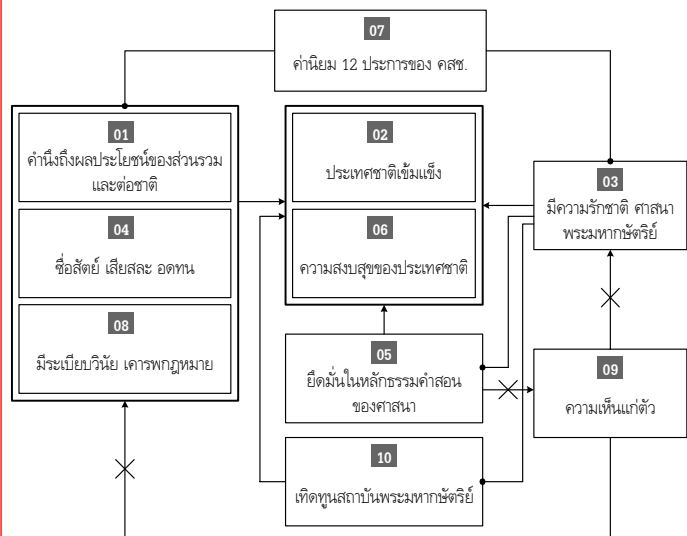 07
ค่านิยม 12 ประการของ คสช.
01
คำนึงถึงผลประโยชน์ของส่วนรวม
และต่อชาติ
02
ประเทศชาติเข้มแข็ง
03
มีความรักชาติ ศาสนา
พระมหากษัตริย์
04
ซื่อสัตย์ เสียสละ อดทน
06
ความสงบสุขของประเทศชาติ
08
มีระเบียบวินัย เคารพกฎหมาย
05
ยึดมั่นในหลักธรรมคำสอน
ของศาสนา
09
ความเห็นแก่ตัว
10
เทิดทูนสถาบันพระมหากษัตริย์